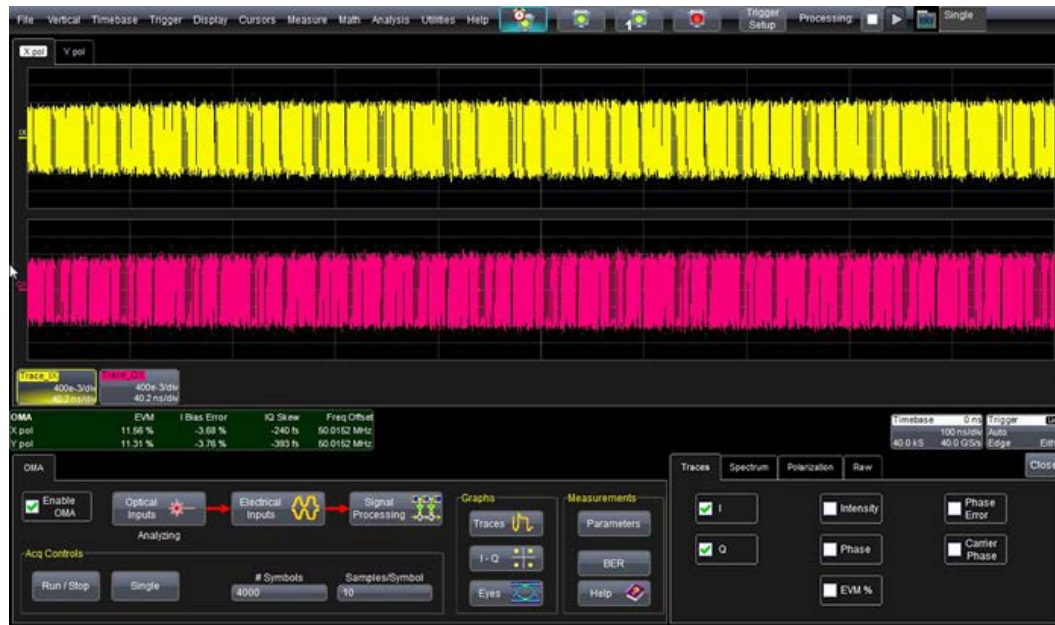 File Vertical Timebase Trigger Display Cursors Measure Math Analysis Utilities Help 1 Trigger Setup Processing: Single
X pol Y pol
IX
QX
Trace_IX Trace_QX
400e-3/div 400e-3/div
40.2 ns/div 40.2 ns/div
OMA EVM I Bias Error IQ Skew Freq Offset
X pol 11.56 % -3.68 % -240 fs 50.0152 MHz
Y pol 11.31 % -3.76 % -393 fs 50.0152 MHz
Timebase 0 ns Trigger
100 ns/div Auto
40.0 kS 40.0 GS/s Edge
OMA
Enable OMA
Optical Inputs
Electrical Inputs
Signal Processing
Analyzing
Acq Controls
Run / Stop
Single
# Symbols
4000
Samples/Symbol
10
Graphs
Traces
I - Q
Eyes
Measurements
Parameters
BER
Help
Traces Spectrum Polarization Raw Close
I Intensity Phase Error
Q Phase Carrier Phase
EVM %